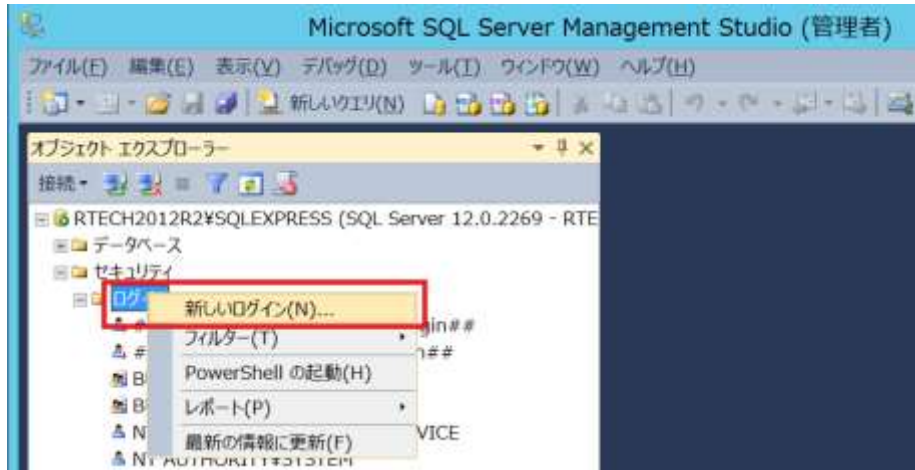 Microsoft SQL Server Management Studio (管理者)
ファイル(F) 編集(E) 表示(V) デバッグ(D) ツール(T) ウィンドウ(W) ヘルプ(H)
新しいクエリ(N)
オブジェクト エクスプローラー
接続
RTECH2012R2¥SQLEXPRESS (SQL Server 12.0.2269 - RTE
データベース
セキュリティ
ログイ
新しいログイン(N)...
# gin##
フィルター(T)
# n##
PowerShell の起動(H)
B
レポート(P)
B
N VICE
最新の情報に更新(F)
NT AUTHORITY¥SYSTEM